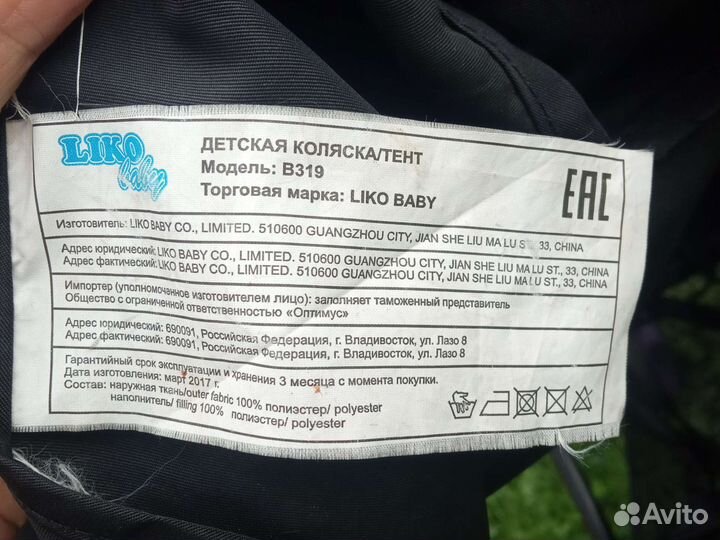 LIKO baby
ДЕТСКАЯ КОЛЯСКА/ТЕНТ
Модель: B319
Торговая марка: LIKO BABY
EAC
Изготовитель: LIKO BABY CO., LIMITED. 510600 GUANGZHOU CITY, JIAN SHE LIU MA LU ST., 33, CHINA
Адрес юридический: LIKO BABY CO., LIMITED. 510600 GUANGZHOU CITY, JIAN SHE LIU MA LU ST., 33, CHINA
Адрес фактический: LIKO BABY CO., LIMITED. 510600 GUANGZHOU CITY, JIAN SHE LIU MA LU ST., 33, CHINA
Импортер (уполномоченное изготовителем лицо): заполняет таможенный представитель
Общество с ограниченной ответственностью «Оптимус»
Адрес юридический: 690091, Российская Федерация, г. Владивосток, ул. Лазо 8
Адрес фактический: 690091, Российская Федерация, г. Владивосток, ул. Лазо 8
Гарантийный срок эксплуатации и хранения 3 месяца с момента покупки.
Дата изготовления: март 2017 г.
Состав: наружная ткань/outer fabric 100% полиэстер/ polyester
наполнитель/ filling 100% полиэстер/ polyester
Avito